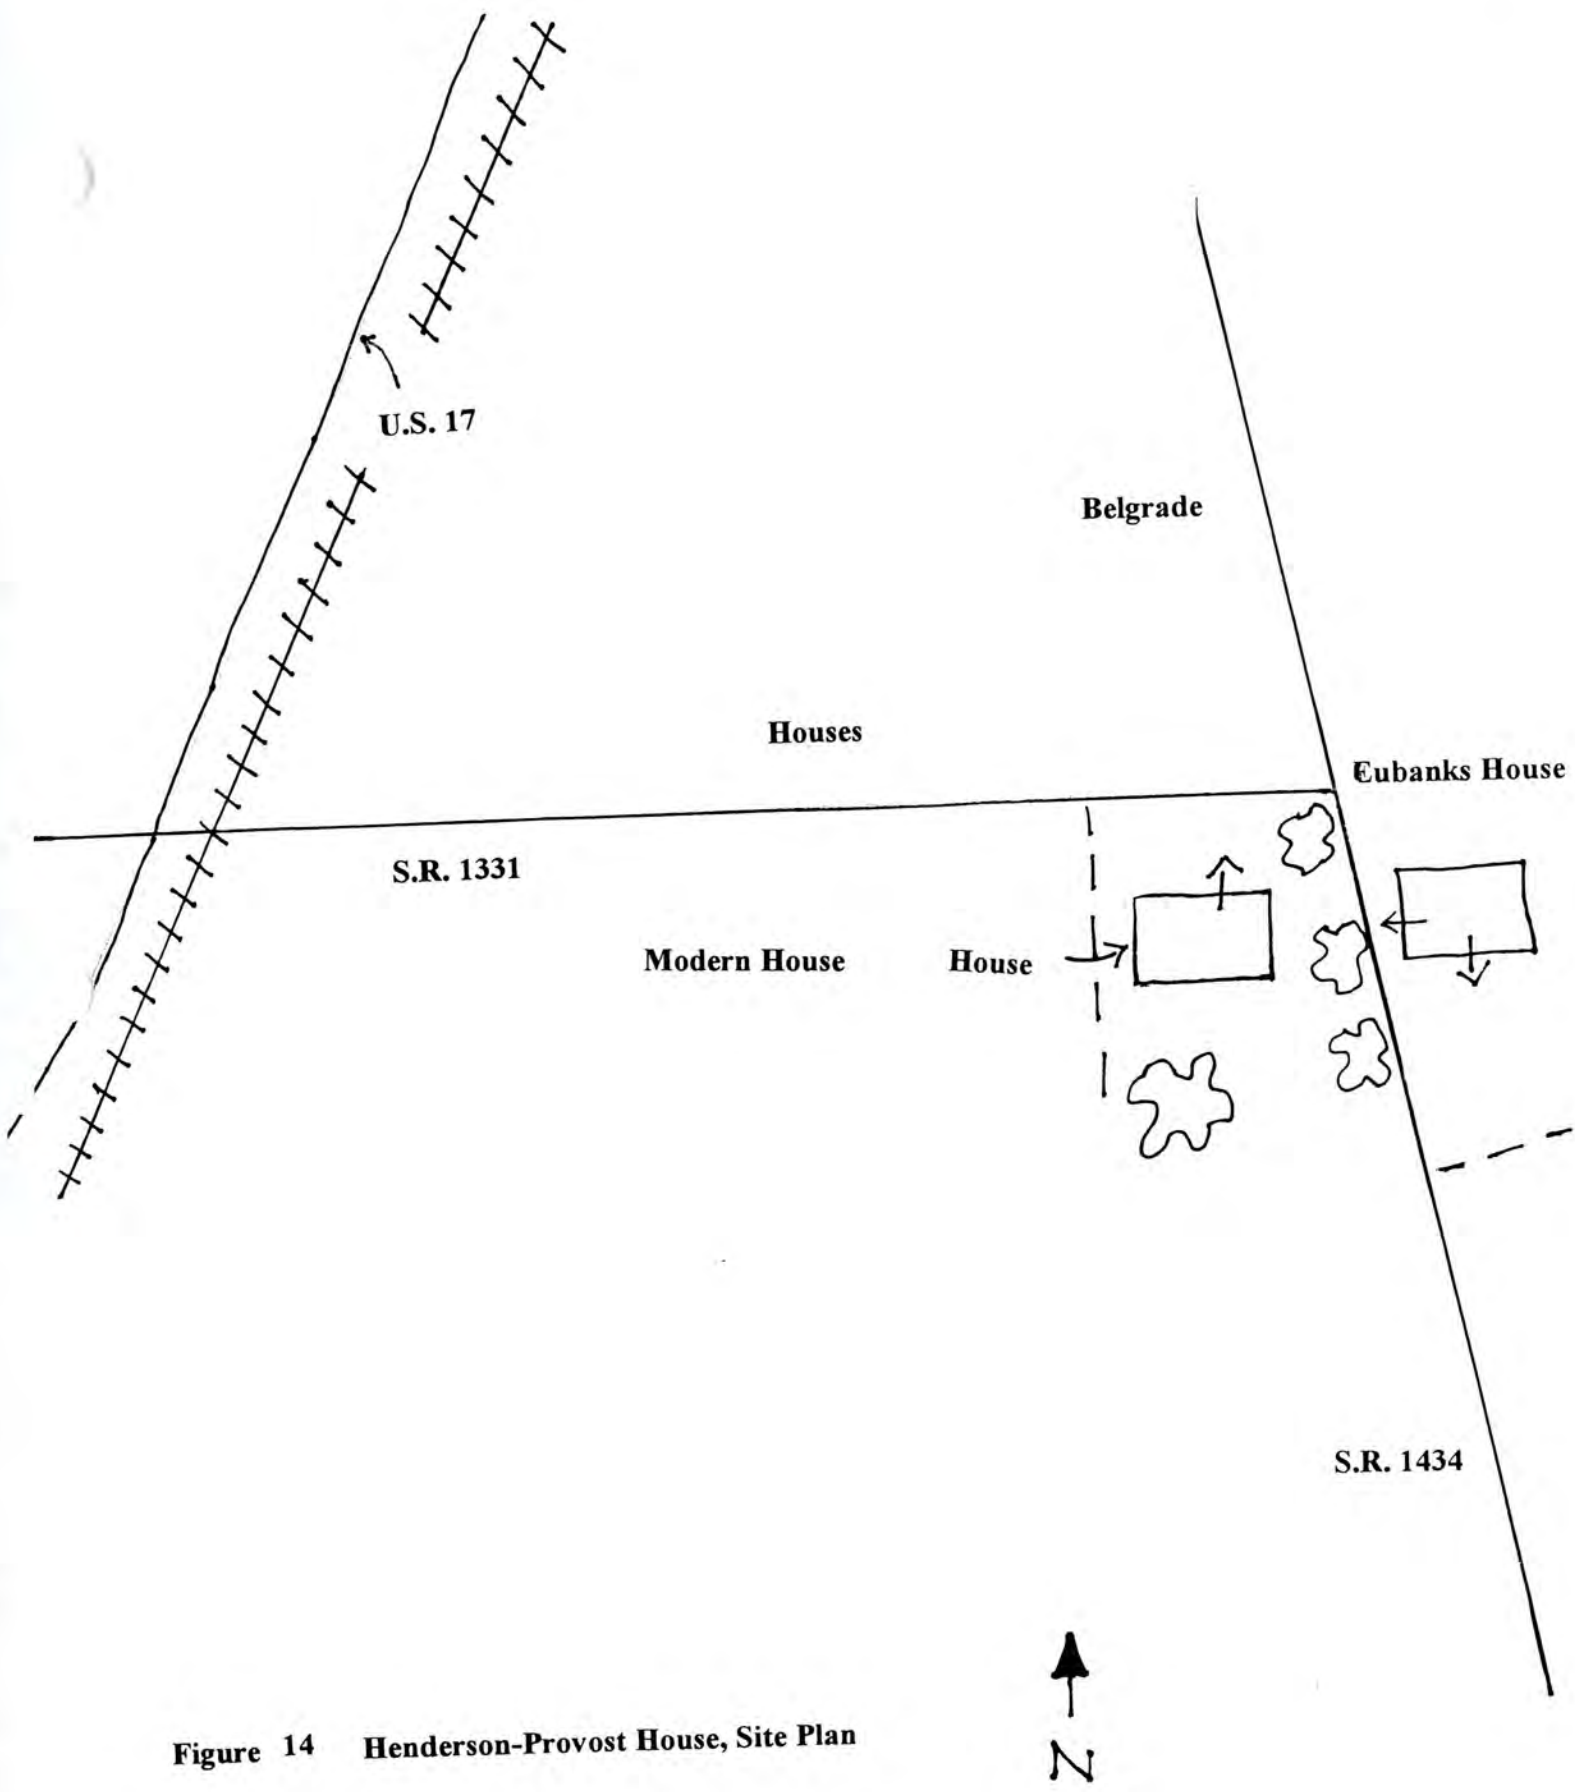 U.S. 17
Belgrade
Houses
Eubanks House
S.R. 1331
Modern House
House
S.R. 1434
N
Figure 14 Henderson-Provost House, Site Plan